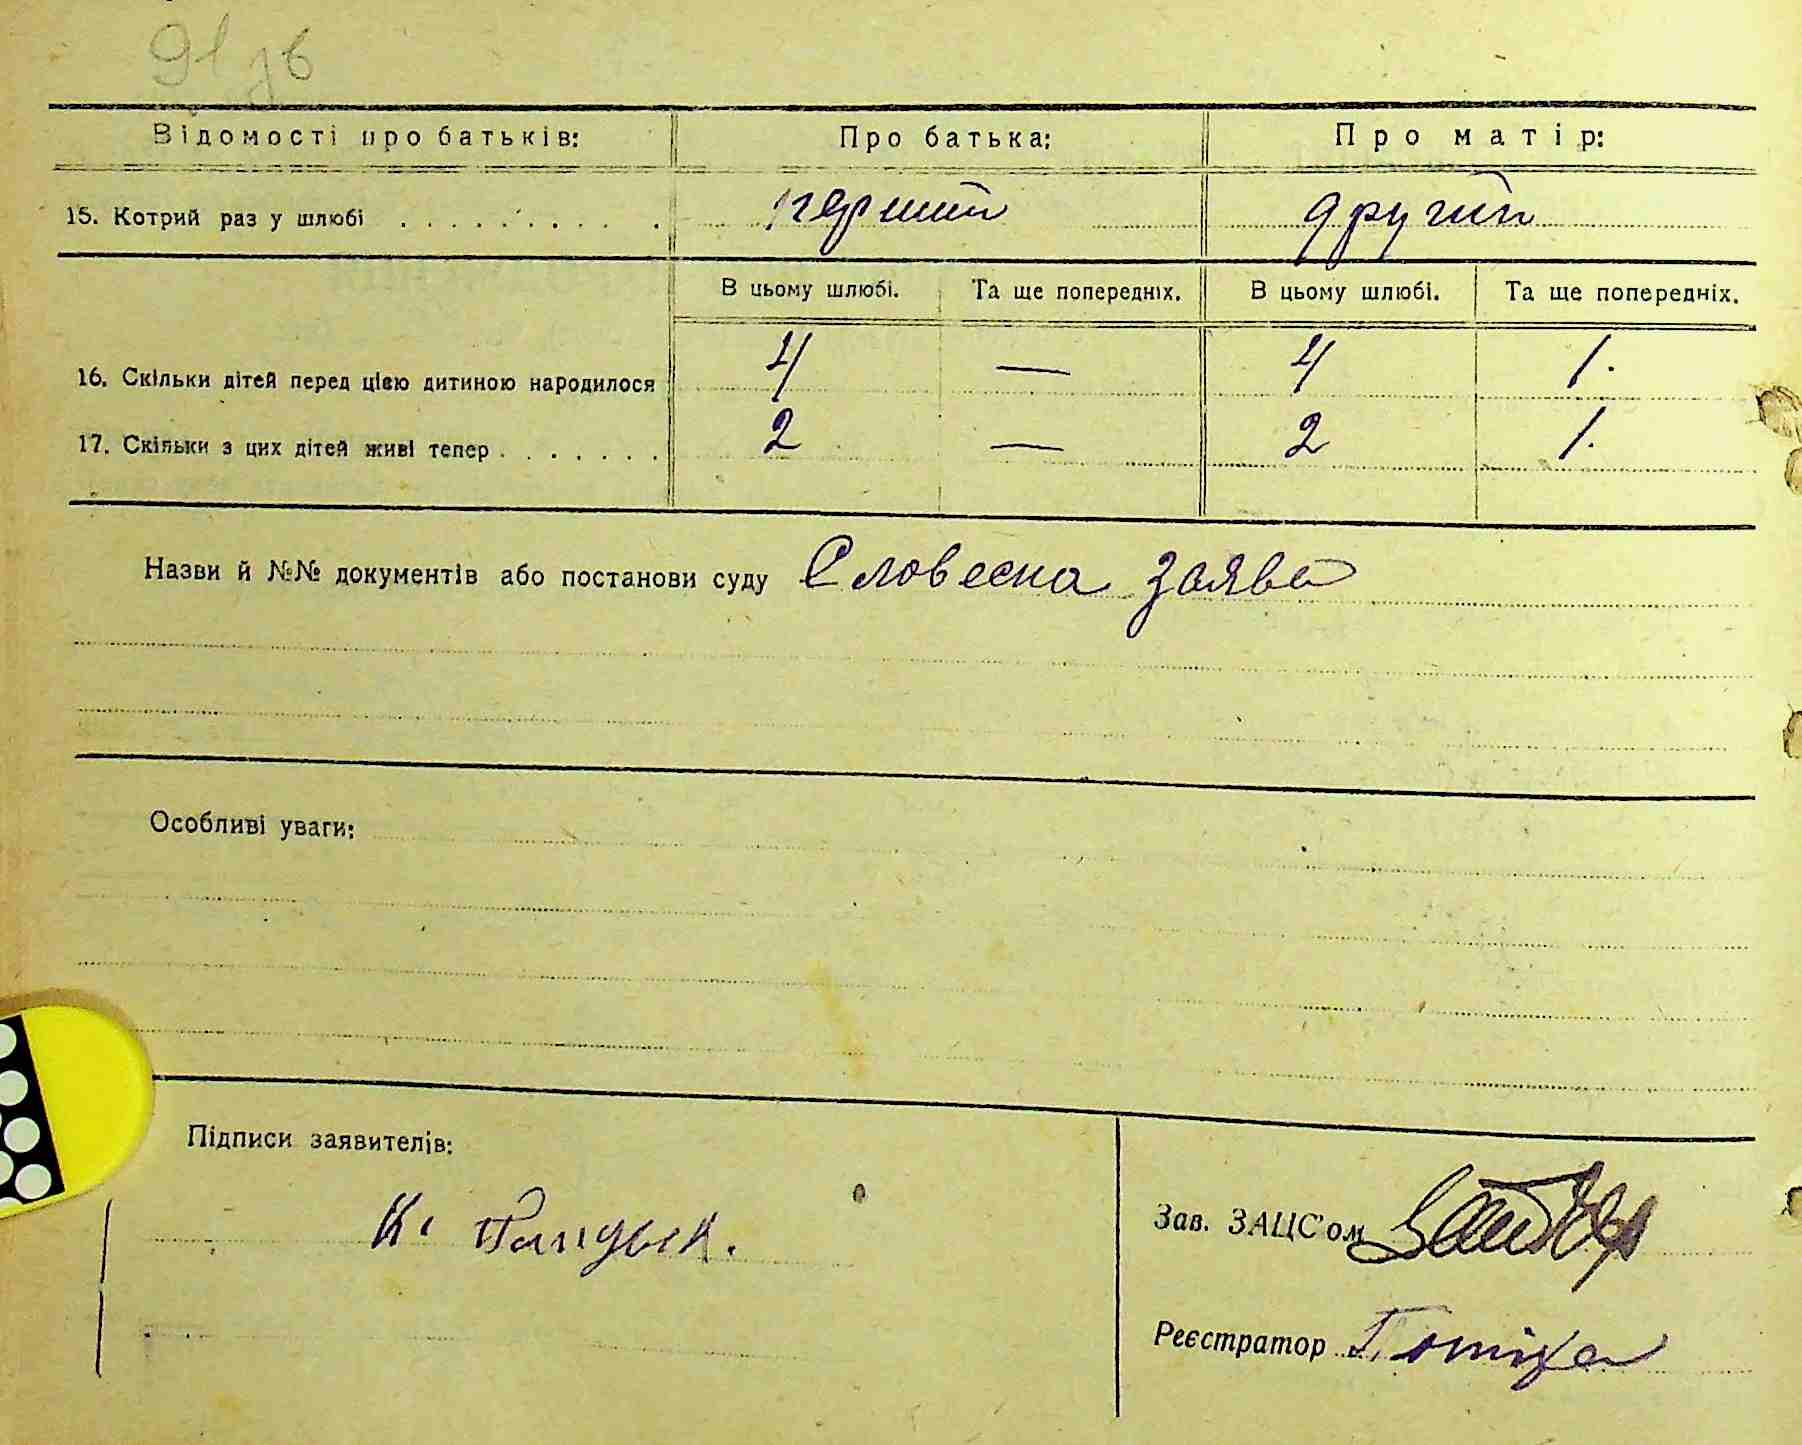 91 зв
Відомості про батьків: Про батька: Про матір:
15. Котрий раз у шлюбі . . . . . . . . . . . перший другий
В цьому шлюбі. Та ще попередніх. В цьому шлюбі. Та ще попередніх.
16. Скільки дітей перед цією дитиною народилося 4 — 4 1.
17. Скільки з цих дітей живі тепер . . . . . . . 2 — 2 1.
Назви й №№ документів або постанови суду Словесна заява
Особливі уваги:
Підписи заявителів:
Зав. ЗАЦС'ом
К.
Реєстратор Потіха